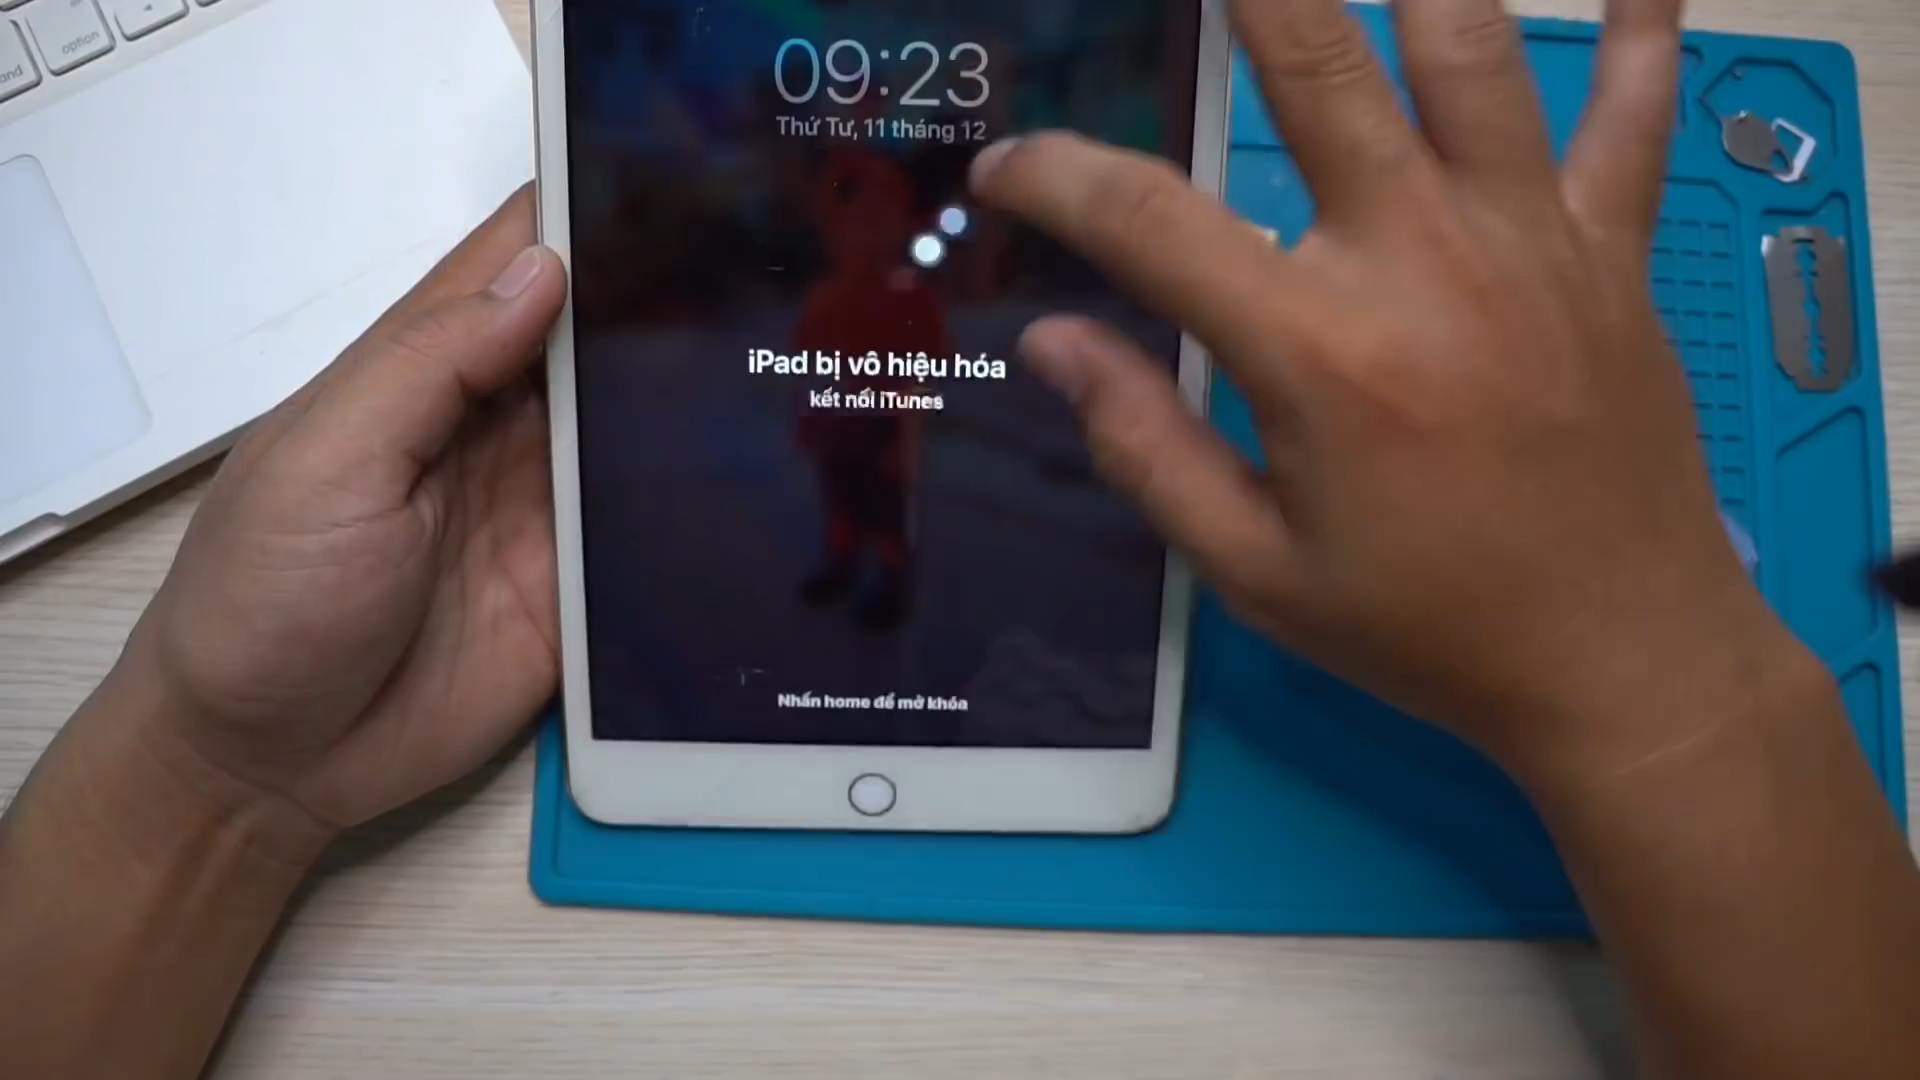 option
and
09:23
Thứ Tư, 11 tháng 12
iPad bị vô hiệu hóa
kết nối iTunes
Nhấn home để mở khóa